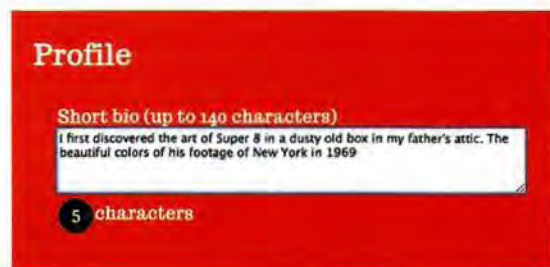 Profile
Short bio (up to 140 characters)
I first discovered the art of Super 8 in a dusty old box in my father's attic. The
beautiful colors of his footage of New York in 1969
5 characters